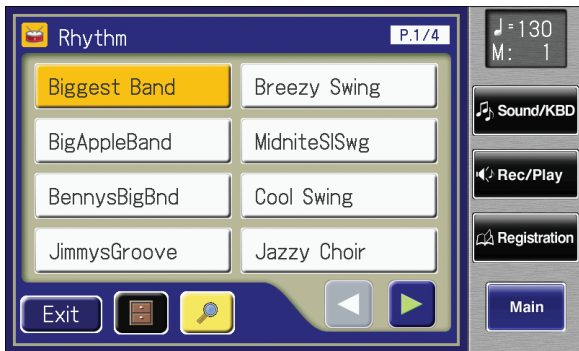 Rhythm
P.1/4
Biggest Band
Breezy Swing
BigAppleBand
MidniteSlSwg
BennysBigBnd
Cool Swing
JimmysGroove
Jazzy Choir
Exit
♩=130
M: 1
Sound/KBD
Rec/Play
Registration
Main